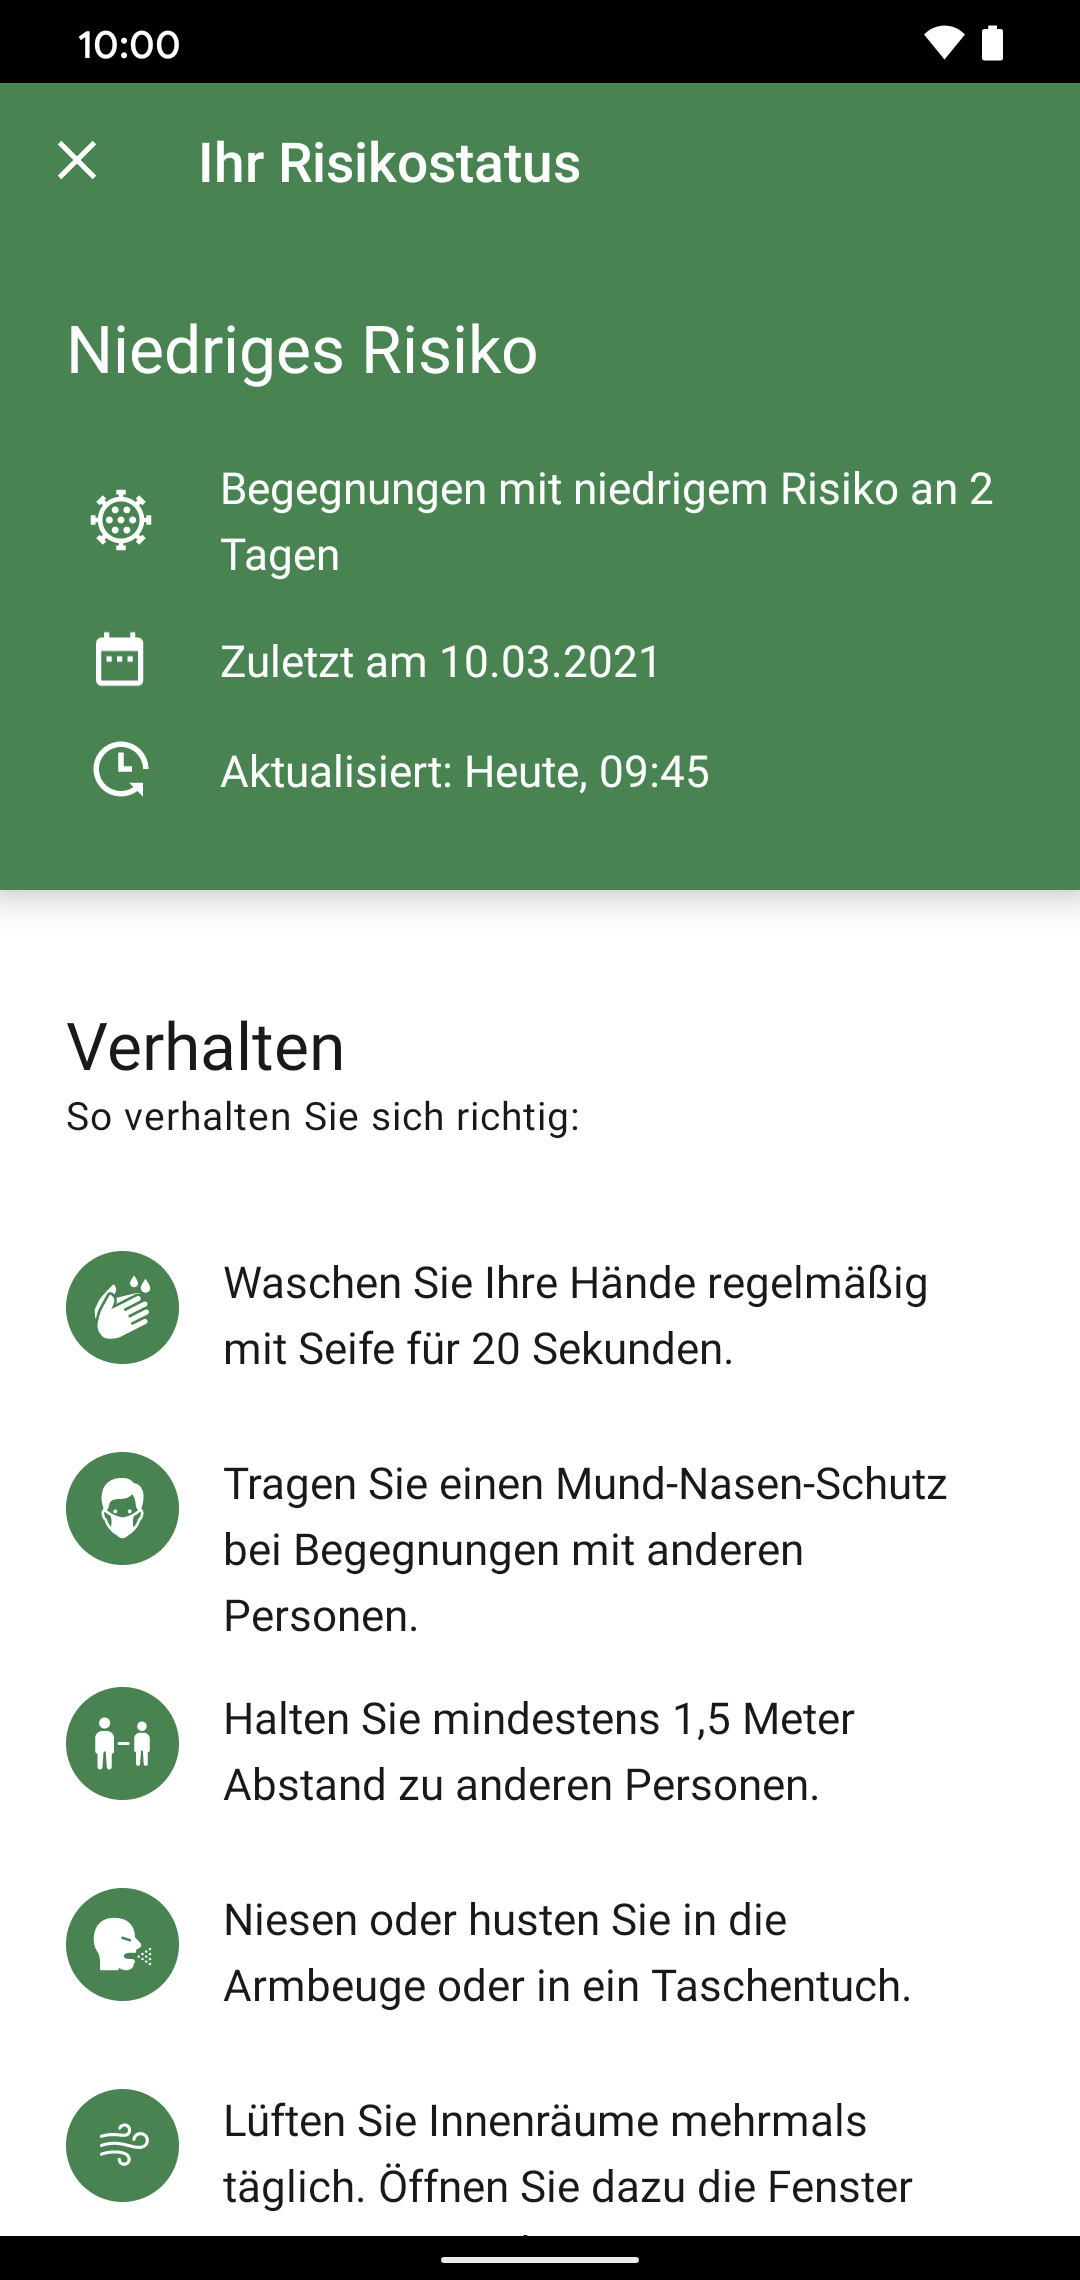 10:00
Ihr Risikostatus
Niedriges Risiko
Begegnungen mit niedrigem Risiko an 2
Tagen
Zuletzt am 10.03.2021
Aktualisiert: Heute, 09:45
Verhalten
So verhalten Sie sich richtig:
Waschen Sie Ihre Hände regelmäßig
mit Seife für 20 Sekunden.
Tragen Sie einen Mund-Nasen-Schutz
bei Begegnungen mit anderen
Personen.
Halten Sie mindestens 1,5 Meter
Abstand zu anderen Personen.
Niesen oder husten Sie in die
Armbeuge oder in ein Taschentuch.
Lüften Sie Innenräume mehrmals
täglich. Öffnen Sie dazu die Fenster